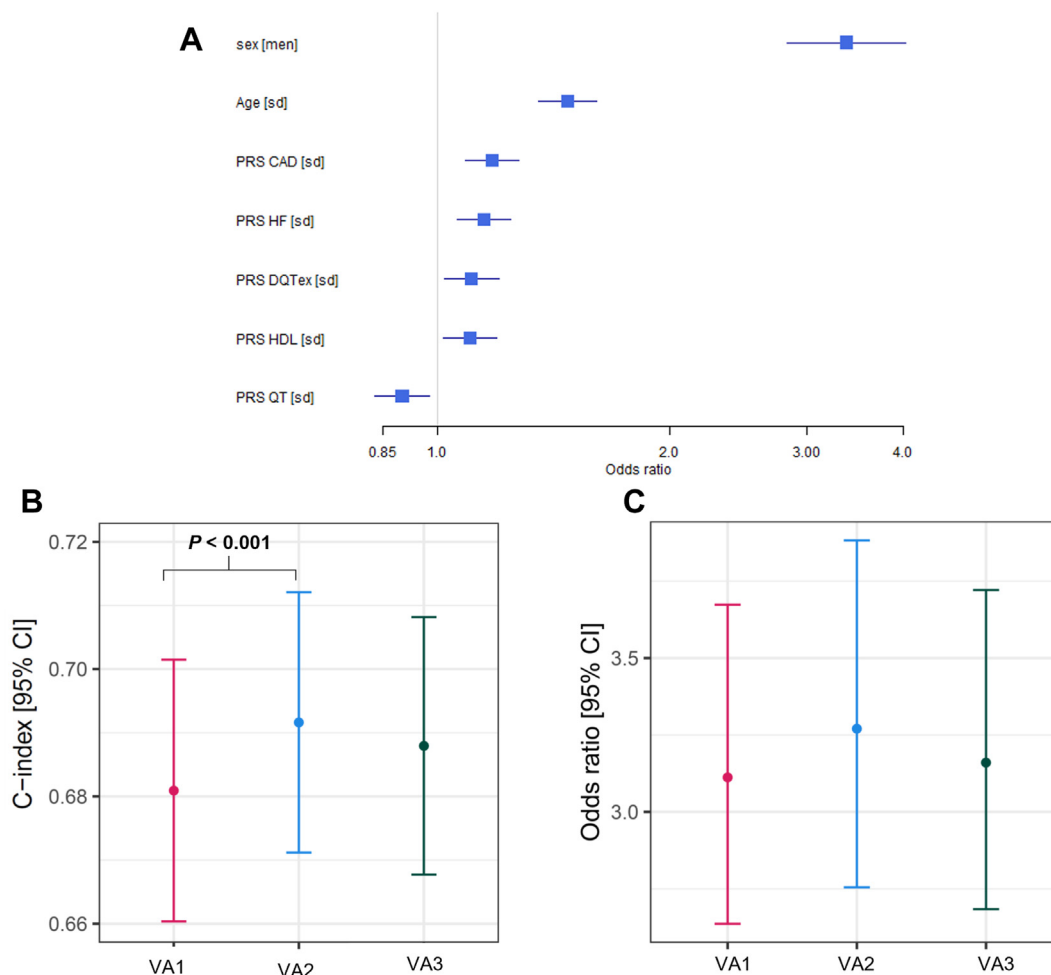 A
sex [men]
Age [sd]
PRS CAD [sd]
PRS HF [sd]
PRS DQTex [sd]
PRS HDL [sd]
PRS QT [sd]
0.85 1.0 2.0 3.00 4.0
Odds ratio
B
P < 0.001
C-index [95% CI]
0.72
0.70
0.68
0.66
VA1 VA2 VA3
C
Odds ratio [95% CI]
3.5
3.0
VA1 VA2 VA3